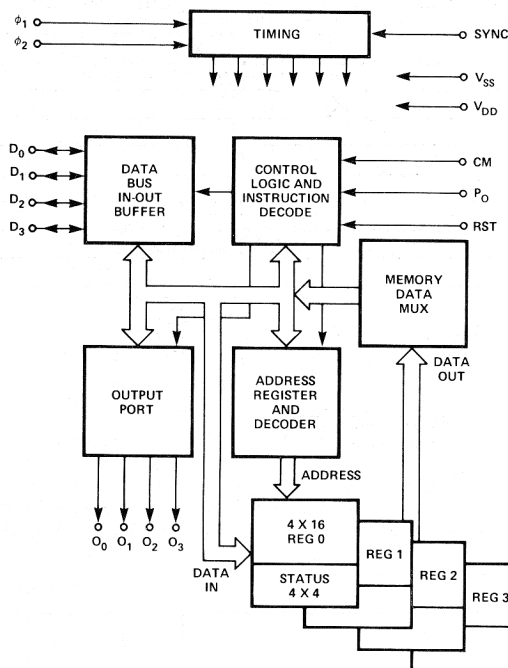 ϕ1
TIMING
SYNC
ϕ2
VSS
VDD
D0
D1
D2
D3
DATA
BUS
IN-OUT
BUFFER
CONTROL
LOGIC AND
INSTRUCTION
DECODE
CM
PO
RST
MEMORY
DATA
MUX
OUTPUT
PORT
ADDRESS
REGISTER
AND
DECODER
DATA
OUT
ADDRESS
O0
O1
O2
O3
DATA
IN
4 X 16
REG 0
STATUS
4 X 4
REG 1
REG 2
REG 3